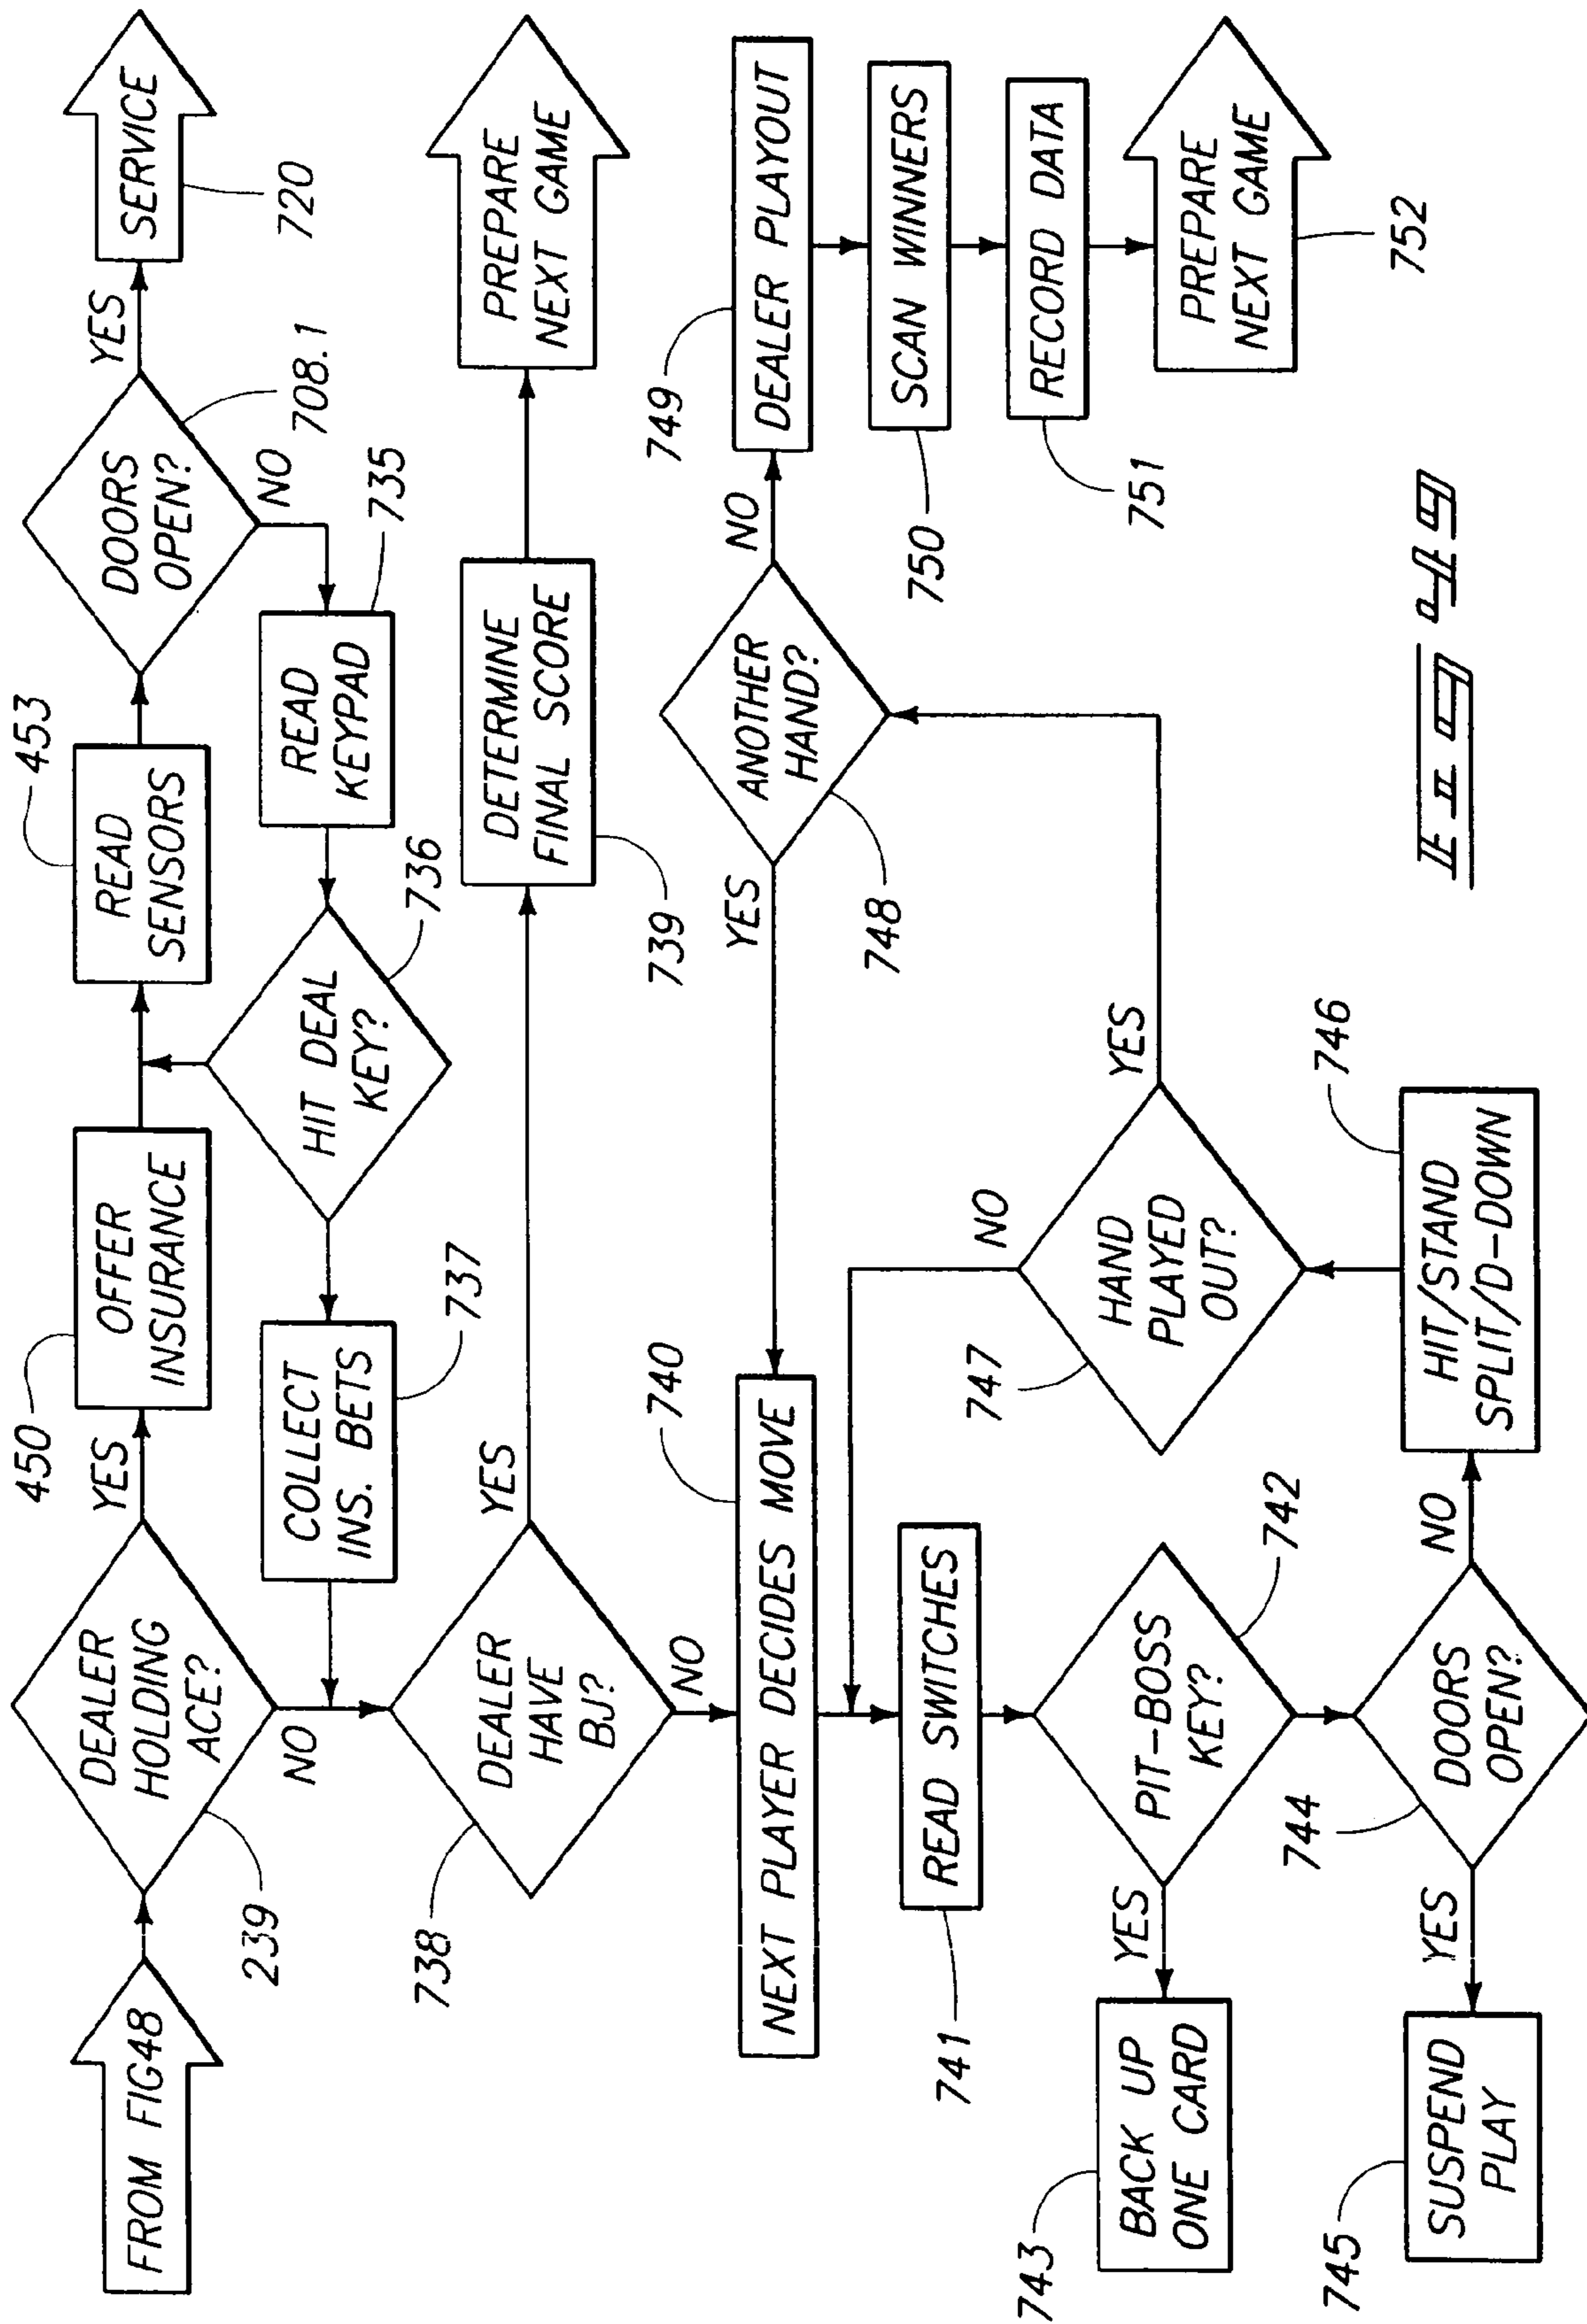 FROM FIG48
DEALER
HOLDING
ACE?
239
YES
NO
450
OFFER
INSURANCE
453
READ
SENSORS
DOORS
OPEN?
708.1
YES
NO
SERVICE
720
READ
KEYPAD
735
HIT DEAL
KEY?
736
COLLECT
INS. BETS
737
DEALER
HAVE
BJ?
738
YES
NO
DETERMINE
FINAL SCORE
739
PREPARE
NEXT GAME
NEXT PLAYER DECIDES MOVE
740
READ SWITCHES
741
PIT-BOSS
KEY?
742
YES
BACK UP
ONE CARD
743
DOORS
OPEN?
744
YES
NO
SUSPEND
PLAY
745
HIT/STAND
SPLIT/D-DOWN
746
HAND
PLAYED
OUT?
747
NO
YES
ANOTHER
HAND?
748
YES
NO
749
DEALER PLAYOUT
SCAN WINNERS
750
RECORD DATA
751
PREPARE
NEXT GAME
752
FIG 49